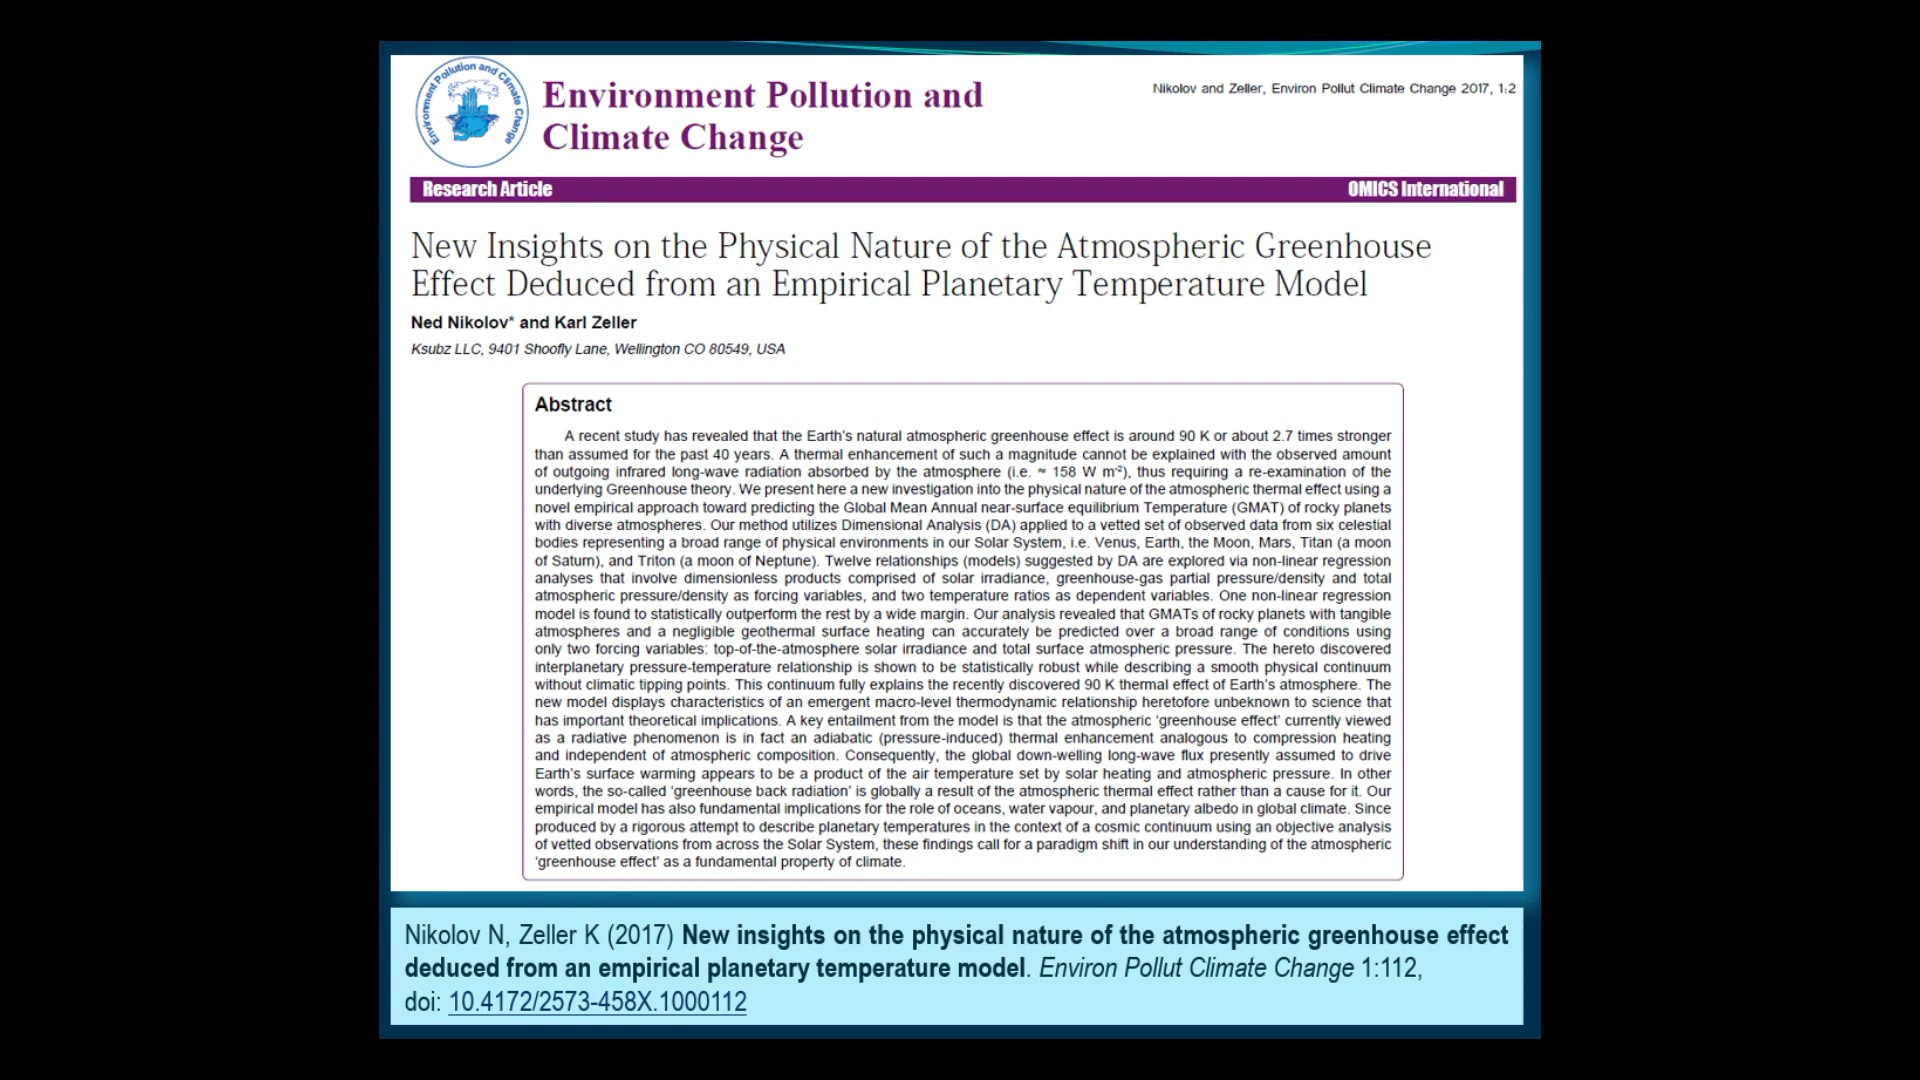 Environment Pollution and Climate Change
Environment Pollution and
Climate Change
Nikolov and Zeller, Environ Pollut Climate Change 2017, 1:2
Research Article
OMICS International
New Insights on the Physical Nature of the Atmospheric Greenhouse
Effect Deduced from an Empirical Planetary Temperature Model
Ned Nikolov* and Karl Zeller
Ksubz LLC, 9401 Shoofly Lane, Wellington CO 80549, USA
Abstract
A recent study has revealed that the Earth's natural atmospheric greenhouse effect is around 90 K or about 2.7 times stronger
than assumed for the past 40 years. A thermal enhancement of such a magnitude cannot be explained with the observed amount
of outgoing infrared long-wave radiation absorbed by the atmosphere (i.e. ≈ 158 W m⁻²), thus requiring a re-examination of the
underlying Greenhouse theory. We present here a new investigation into the physical nature of the atmospheric thermal effect using a
novel empirical approach toward predicting the Global Mean Annual near-surface equilibrium Temperature (GMAT) of rocky planets
with diverse atmospheres. Our method utilizes Dimensional Analysis (DA) applied to a vetted set of observed data from six celestial
bodies representing a broad range of physical environments in our Solar System, i.e. Venus, Earth, the Moon, Mars, Titan (a moon
of Saturn), and Triton (a moon of Neptune). Twelve relationships (models) suggested by DA are explored via non-linear regression
analyses that involve dimensionless products comprised of solar irradiance, greenhouse-gas partial pressure/density and total
atmospheric pressure/density as forcing variables, and two temperature ratios as dependent variables. One non-linear regression
model is found to statistically outperform the rest by a wide margin. Our analysis revealed that GMATs of rocky planets with tangible
atmospheres and a negligible geothermal surface heating can accurately be predicted over a broad range of conditions using
only two forcing variables: top-of-the-atmosphere solar irradiance and total surface atmospheric pressure. The hereto discovered
interplanetary pressure-temperature relationship is shown to be statistically robust while describing a smooth physical continuum
without climatic tipping points. This continuum fully explains the recently discovered 90 K thermal effect of Earth's atmosphere. The
new model displays characteristics of an emergent macro-level thermodynamic relationship heretofore unbeknown to science that
has important theoretical implications. A key entailment from the model is that the atmospheric 'greenhouse effect' currently viewed
as a radiative phenomenon is in fact an adiabatic (pressure-induced) thermal enhancement analogous to compression heating
and independent of atmospheric composition. Consequently, the global down-welling long-wave flux presently assumed to drive
Earth's surface warming appears to be a product of the air temperature set by solar heating and atmospheric pressure. In other
words, the so-called 'greenhouse back radiation' is globally a result of the atmospheric thermal effect rather than a cause for it. Our
empirical model has also fundamental implications for the role of oceans, water vapour, and planetary albedo in global climate. Since
produced by a rigorous attempt to describe planetary temperatures in the context of a cosmic continuum using an objective analysis
of vetted observations from across the Solar System, these findings call for a paradigm shift in our understanding of the atmospheric
'greenhouse effect' as a fundamental property of climate.
Nikolov N, Zeller K (2017) New insights on the physical nature of the atmospheric greenhouse effect
deduced from an empirical planetary temperature model. Environ Pollut Climate Change 1:112,
doi: 10.4172/2573-458X.1000112